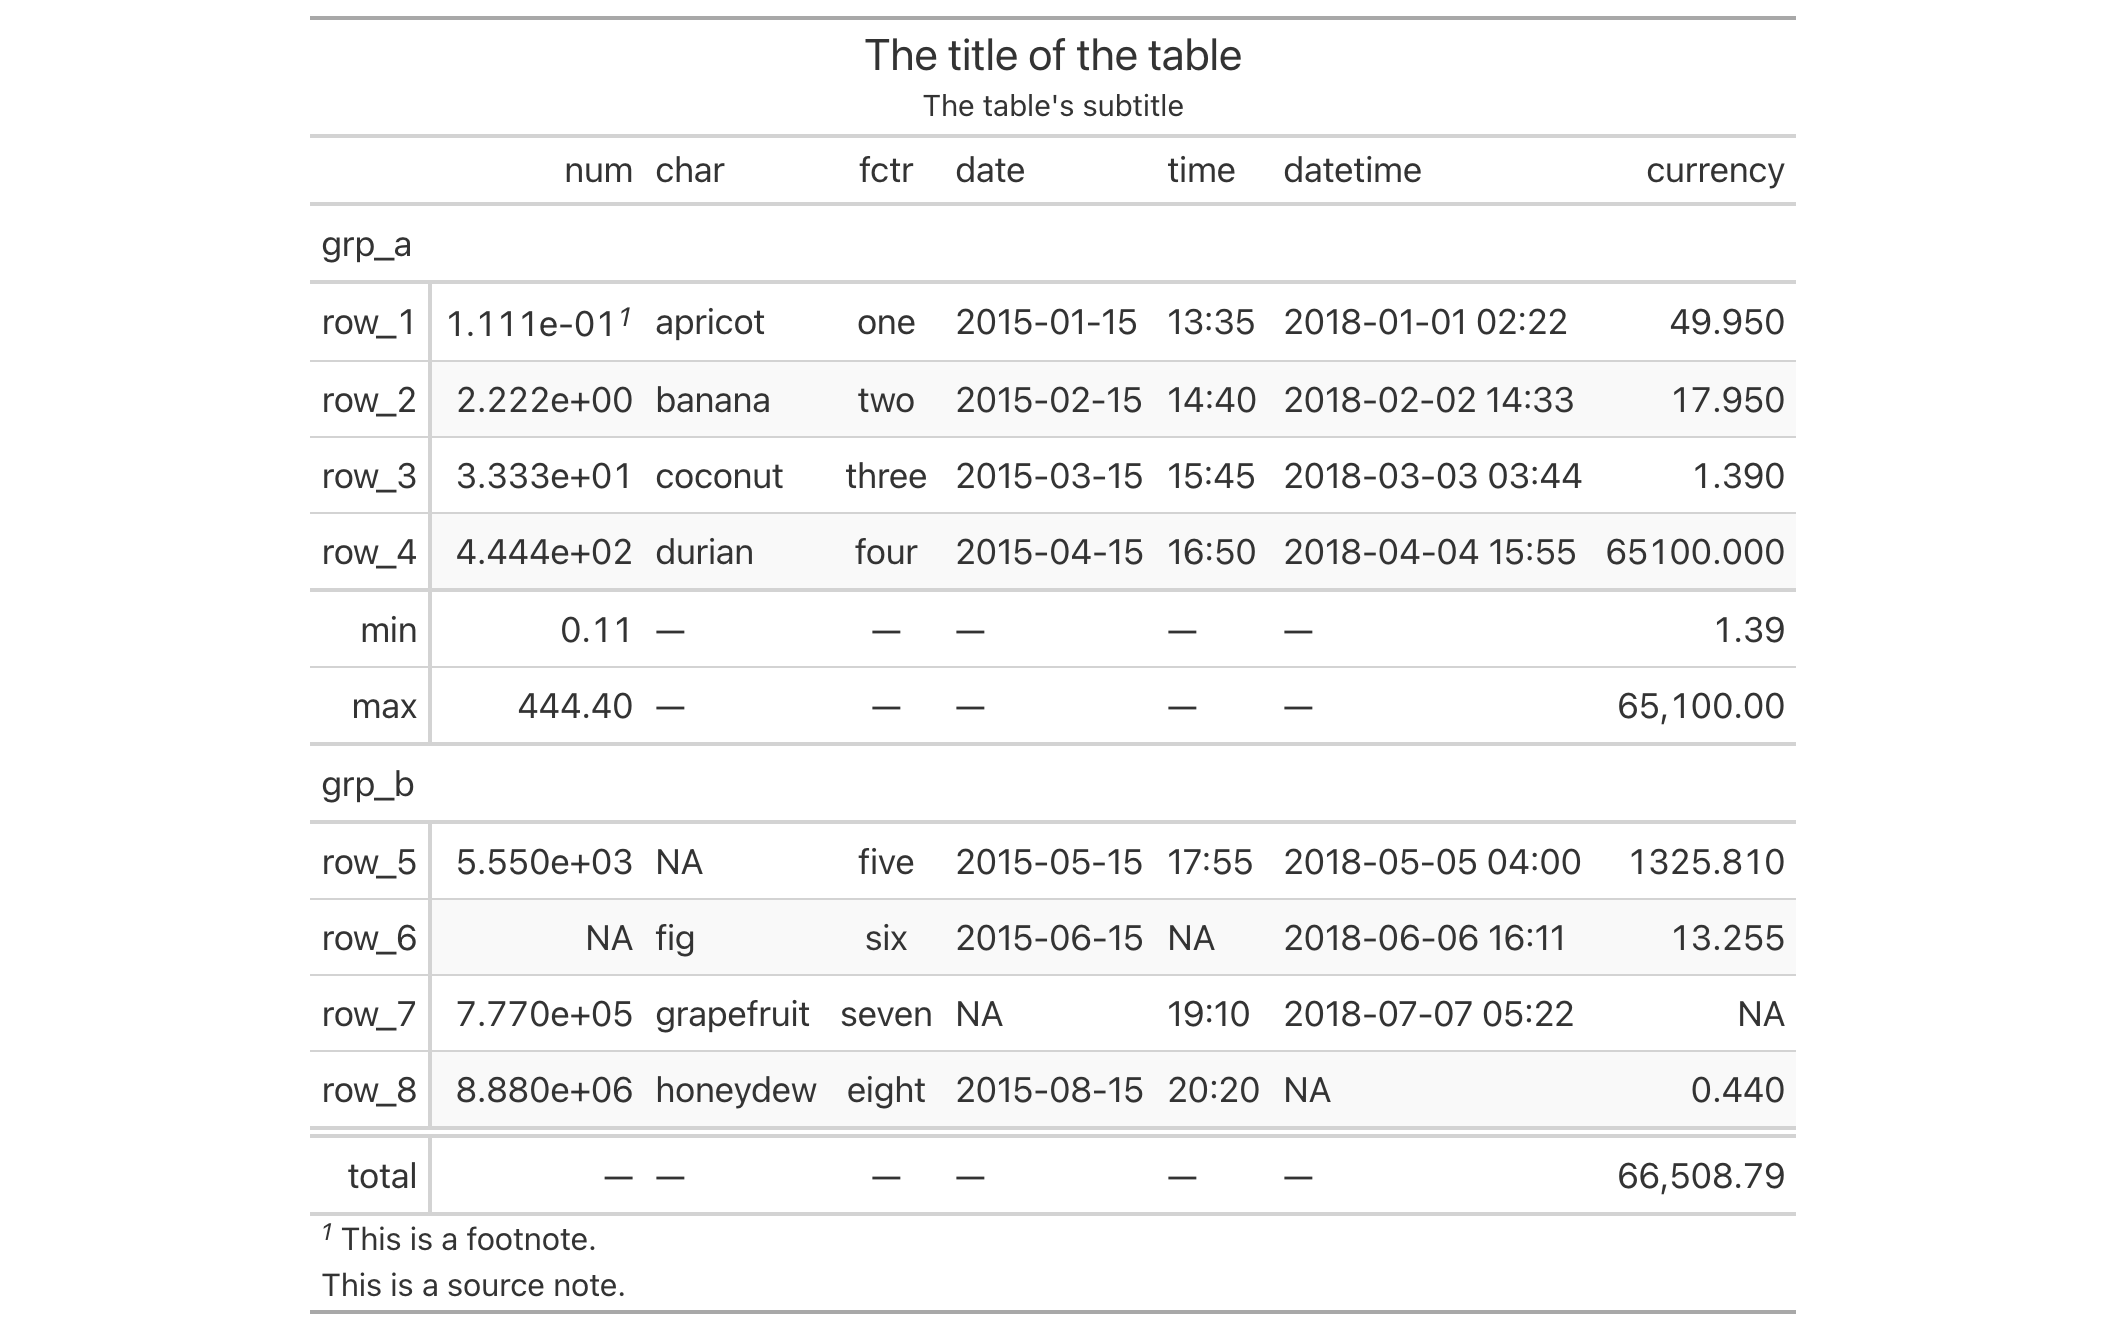 The title of the table
The table's subtitle
num char fctr date time datetime currency
grp_a
row_1 1.111e-01¹ apricot one 2015-01-15 13:35 2018-01-01 02:22 49.950
row_2 2.222e+00 banana two 2015-02-15 14:40 2018-02-02 14:33 17.950
row_3 3.333e+01 coconut three 2015-03-15 15:45 2018-03-03 03:44 1.390
row_4 4.444e+02 durian four 2015-04-15 16:50 2018-04-04 15:55 65100.000
min 0.11 — — — — — 1.39
max 444.40 — — — — — 65,100.00
grp_b
row_5 5.550e+03 NA five 2015-05-15 17:55 2018-05-05 04:00 1325.810
row_6 NA fig six 2015-06-15 NA 2018-06-06 16:11 13.255
row_7 7.770e+05 grapefruit seven NA 19:10 2018-07-07 05:22 NA
row_8 8.880e+06 honeydew eight 2015-08-15 20:20 NA 0.440
total — — — — — — 66,508.79
¹ This is a footnote.
This is a source note.